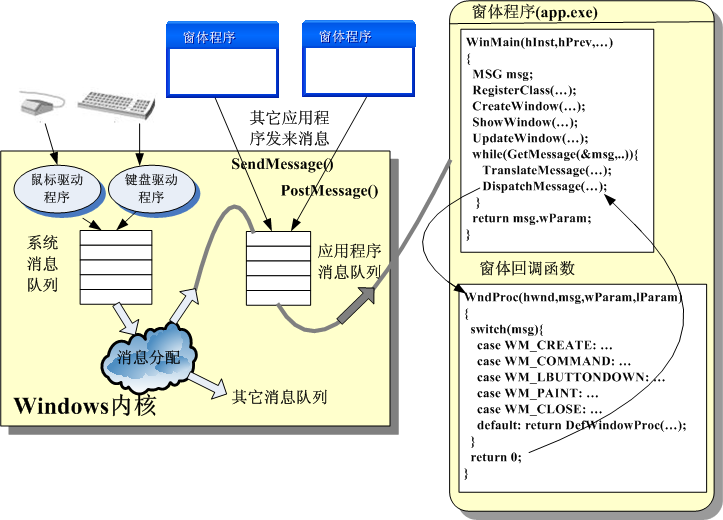 窗体程序
窗体程序
其它应用程
序发来消息
SendMessage()
PostMessage()
鼠标驱动
程序
键盘驱动
程序
系统
消息
队列
应用程序
消息队列
消息分配
其它消息队列
Windows内核
窗体程序(app.exe)
WinMain(hInst,hPrev,…)
{
MSG msg;
RegisterClass(…);
CreateWindow(…);
ShowWindow(…);
UpdateWindow(…);
while(GetMessage(&msg,..)){
TranslateMessage(…);
DispatchMessage(…);
}
return msg.wParam;
}
窗体回调函数
WndProc(hwnd,msg,wParam,lParam)
{
switch(msg){
case WM_CREATE: …
case WM_COMMAND: …
case WM_LBUTTONDOWN: …
case WM_PAINT: …
case WM_CLOSE: …
default: return DefWindowProc(…);
}
return 0;
}